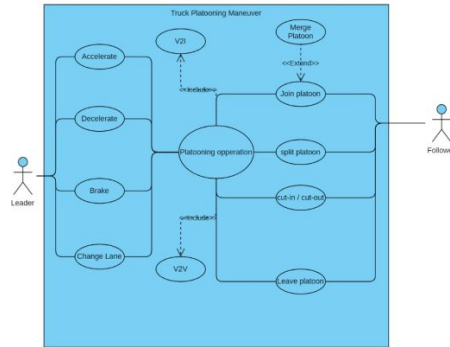 Truck Platooning Maneuver
V2I
Merge
Platoon
Accelerate
<<Extend>>
<<Include>>
Join platoon
Decelerate
Platooning opperation
split platoon
Leader
Followe
Brake
cut-in / cut-out
<<Include>>
Change Lane
V2V
Leave platoon